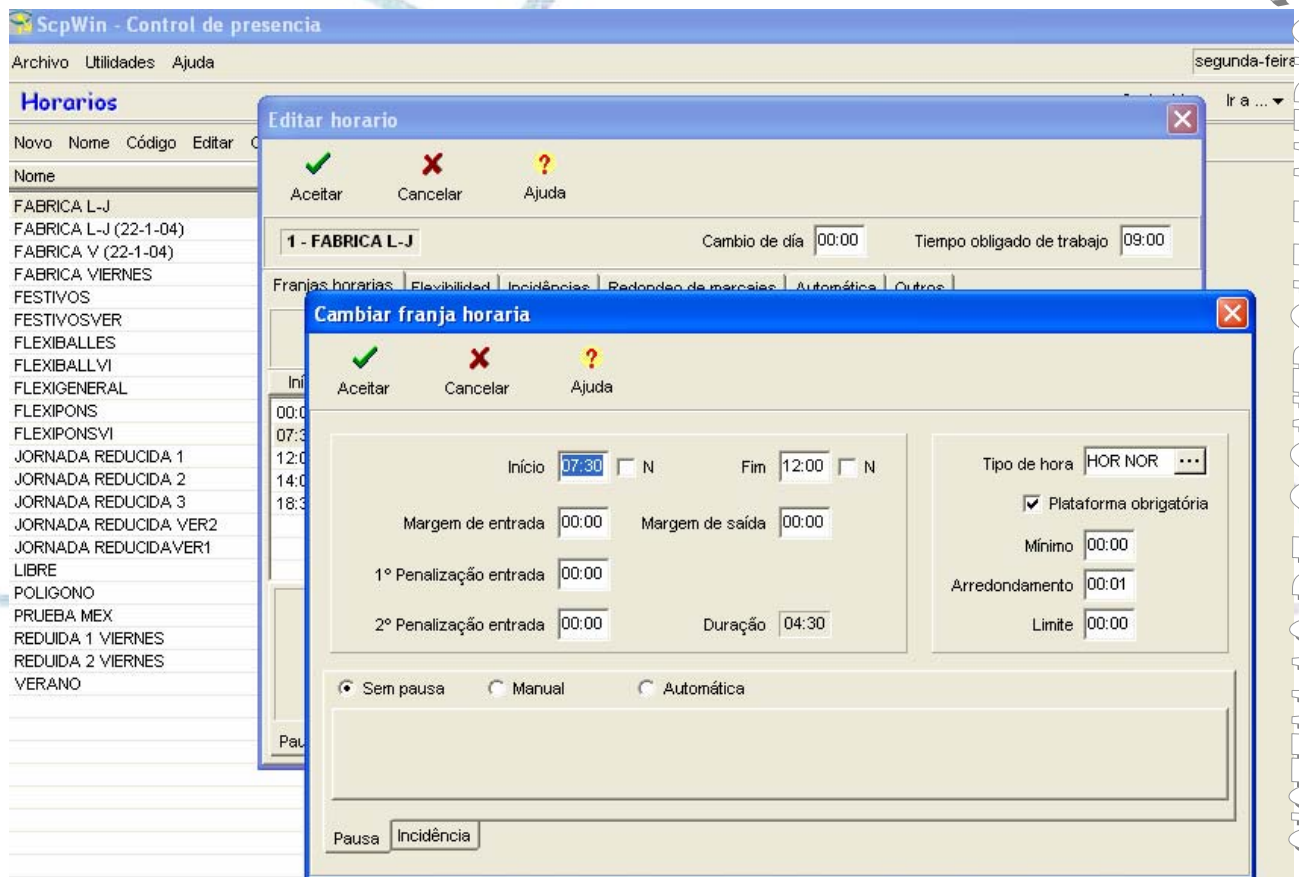 ScpWin - Control de presencia
Archivo Utilidades Ajuda
segunda-feira
Horarios
Ir a ...
Novo Nome Código Editar
Nome
FABRICA L-J
FABRICA L-J (22-1-04)
FABRICA V (22-1-04)
FABRICA VIERNES
FESTIVOS
FESTIVOSVER
FLEXIBALLES
FLEXIBALLVI
FLEXIGENERAL
FLEXIPONS
FLEXIPONSVI
JORNADA REDUCIDA 1
JORNADA REDUCIDA 2
JORNADA REDUCIDA 3
JORNADA REDUCIDA VER2
JORNADA REDUCIDAVER1
LIBRE
POLIGONO
PRUEBA MEX
REDUIDA 1 VIERNES
REDUIDA 2 VIERNES
VERANO
Editar horario
Aceitar Cancelar Ajuda
1 - FABRICA L-J
Cambio de día 00:00 Tiempo obligado de trabajo 09:00
Franjas horarias Flexibilidad Incidências Redondeo de marcajes Automática Outros
Cambiar franja horaria
Aceitar Cancelar Ajuda
Início 07:30 N Fim 12:00 N
Margem de entrada 00:00 Margem de saída 00:00
1º Penalização entrada 00:00
2º Penalização entrada 00:00 Duração 04:30
Tipo de hora HOR NOR ...
Plataforma obrigatória
Mínimo 00:00
Arredondamento 00:01
Limite 00:00
Sem pausa Manual Automática
Pausa Incidência